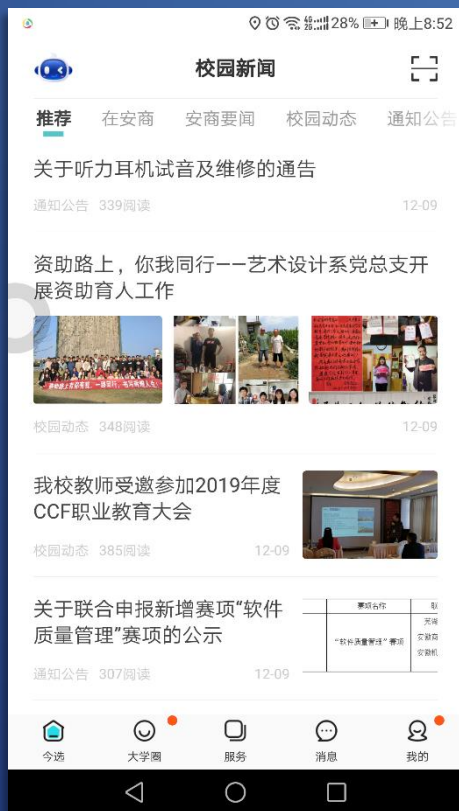 28% 晚上8:52
校园新闻
推荐 在安商 安商要闻 校园动态 通知公告
关于听力耳机试音及维修的通告
通知公告 339阅读 12-09
资助路上，你我同行——艺术设计系党总支开
展资助育人工作
校园动态 348阅读 12-09
我校教师受邀参加2019年度
CCF职业教育大会
校园动态 385阅读 12-09
关于联合申报新增赛项“软件
质量管理”赛项的公示
赛项名称
“软件质量管理”赛项
芜湖
安徽商
安徽机
通知公告 307阅读 12-09
今选 大学圈 服务 消息 我的